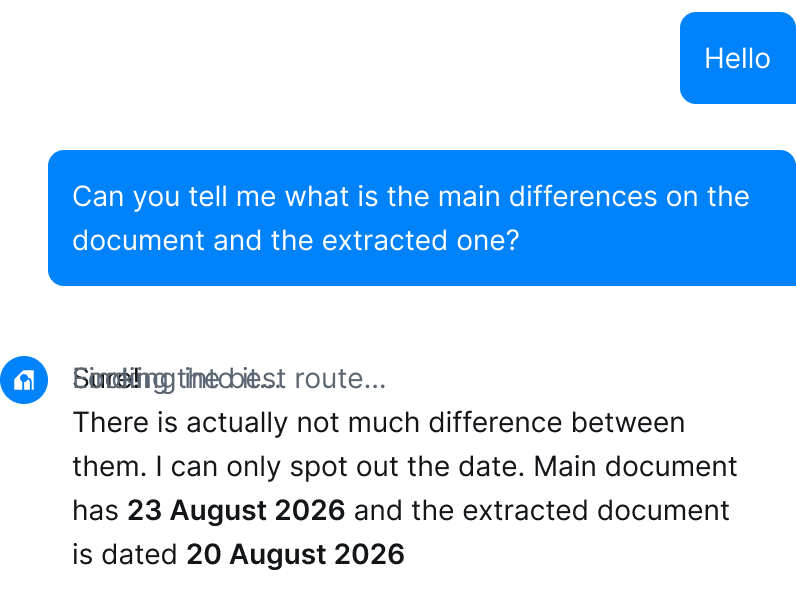 Hello
Can you tell me what is the main differences on the
document and the extracted one?
Sure! best route...
There is actually not much difference between
them. I can only spot out the date. Main document
has 23 August 2026 and the extracted document
is dated 20 August 2026